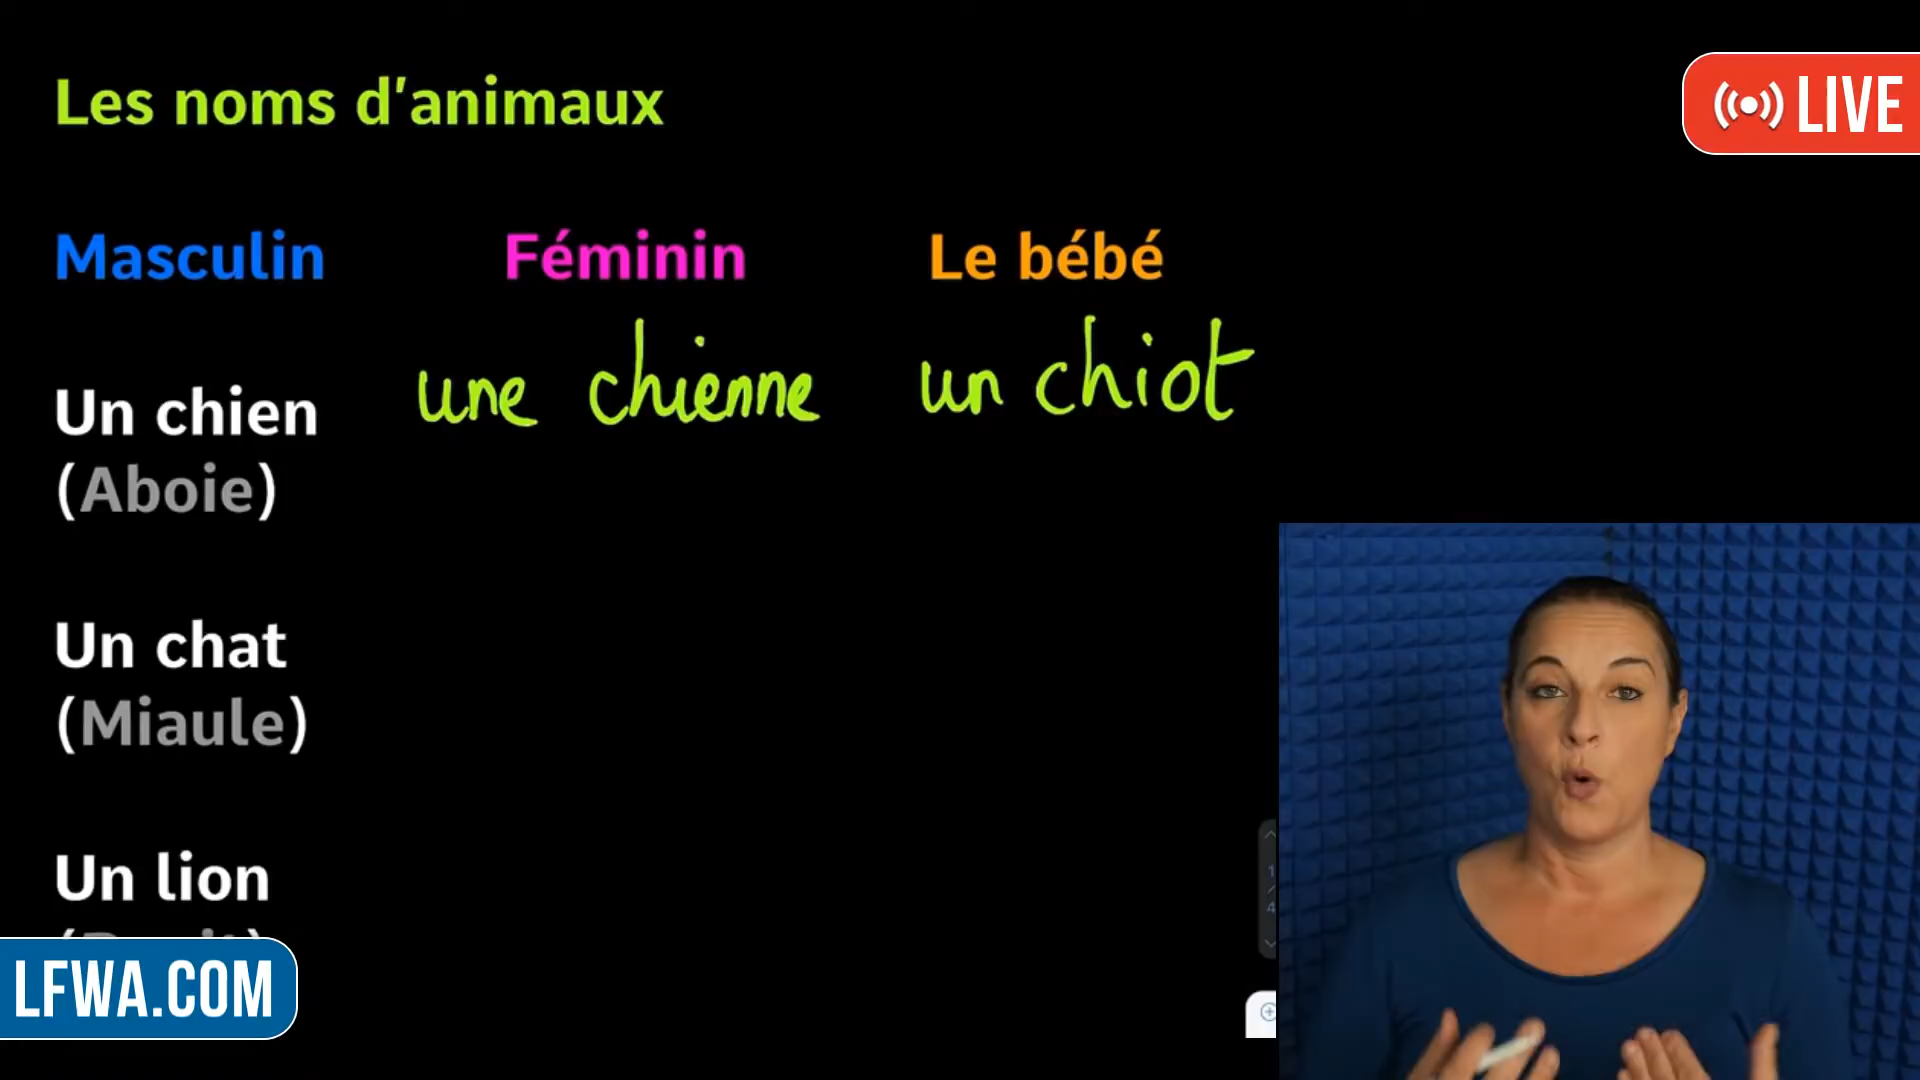 Les noms d'animaux
LIVE
Masculin Féminin Le bébé
Un chien une chienne un chiot
(Aboie)
Un chat
(Miaule)
Un lion
LFWA.COM